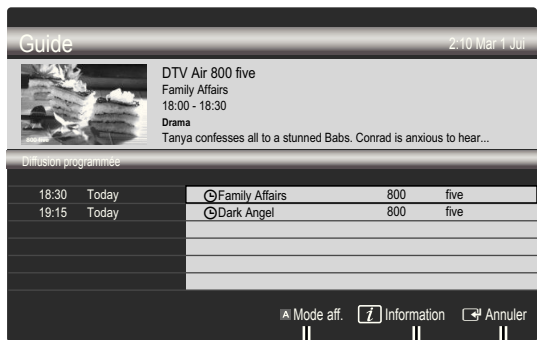 Guide
2:10 Mar 1 Jui
DTV Air 800 five
Family Affairs
18:00 - 18:30
Drama
Tanya confesses all to a stunned Babs. Conrad is anxious to hear...
800 five
Diffusion programmée
18:30 Today Family Affairs 800 five
19:15 Today Dark Angel 800 five
A Mode aff. i Information Annuler